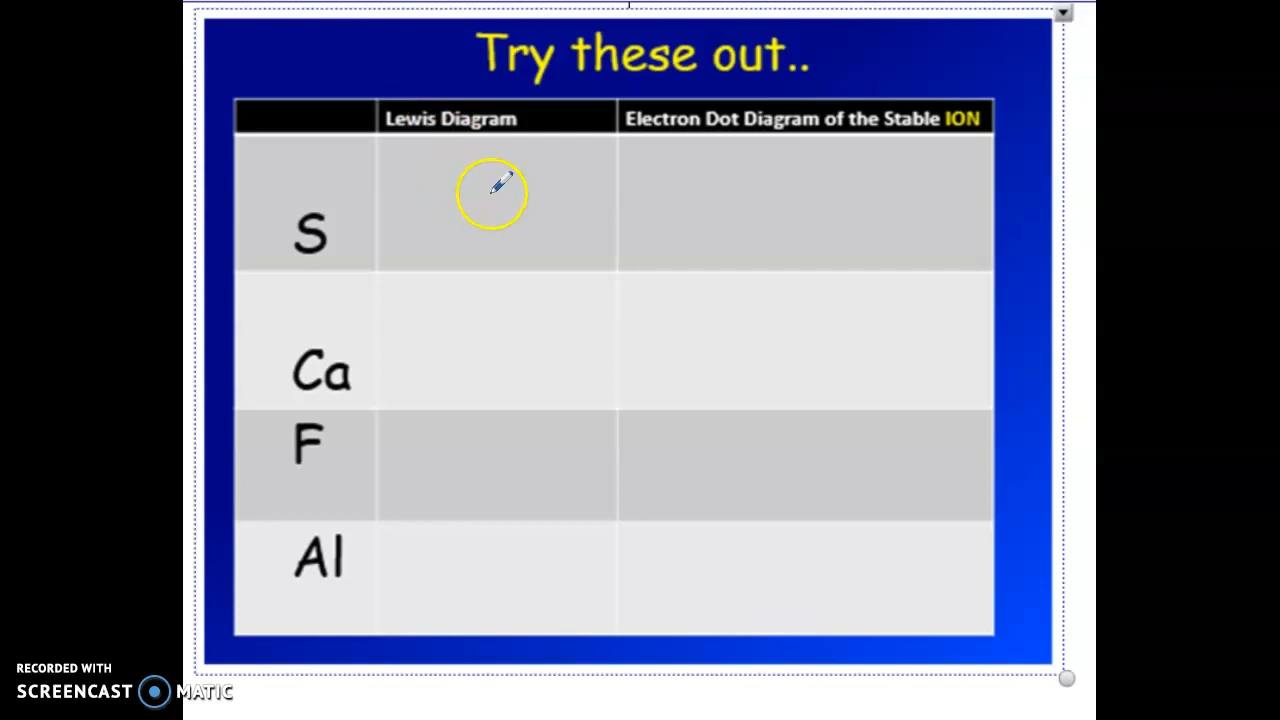 Try these out..
Lewis Diagram
Electron Dot Diagram of the Stable ION
S
Ca
F
Al
RECORDED WITH
SCREENCAST MATIC